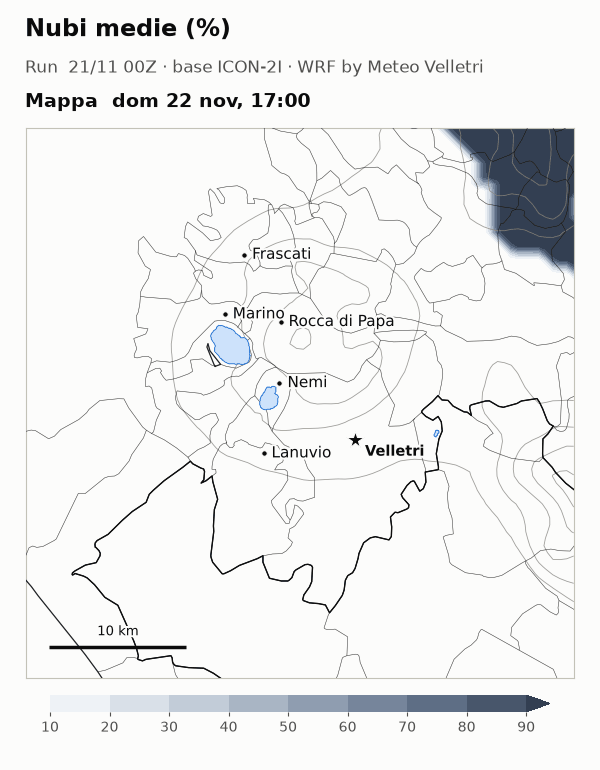 Nubi medie (%)
Run  21/11 00Z · base ICON-2I · WRF by Meteo Velletri
Mappa  dom 22 nov, 17:00
Frascati
Marino
Rocca di Papa
Nemi
Velletri
Lanuvio
10 km
10 20 30 40 50 60 70 80 90